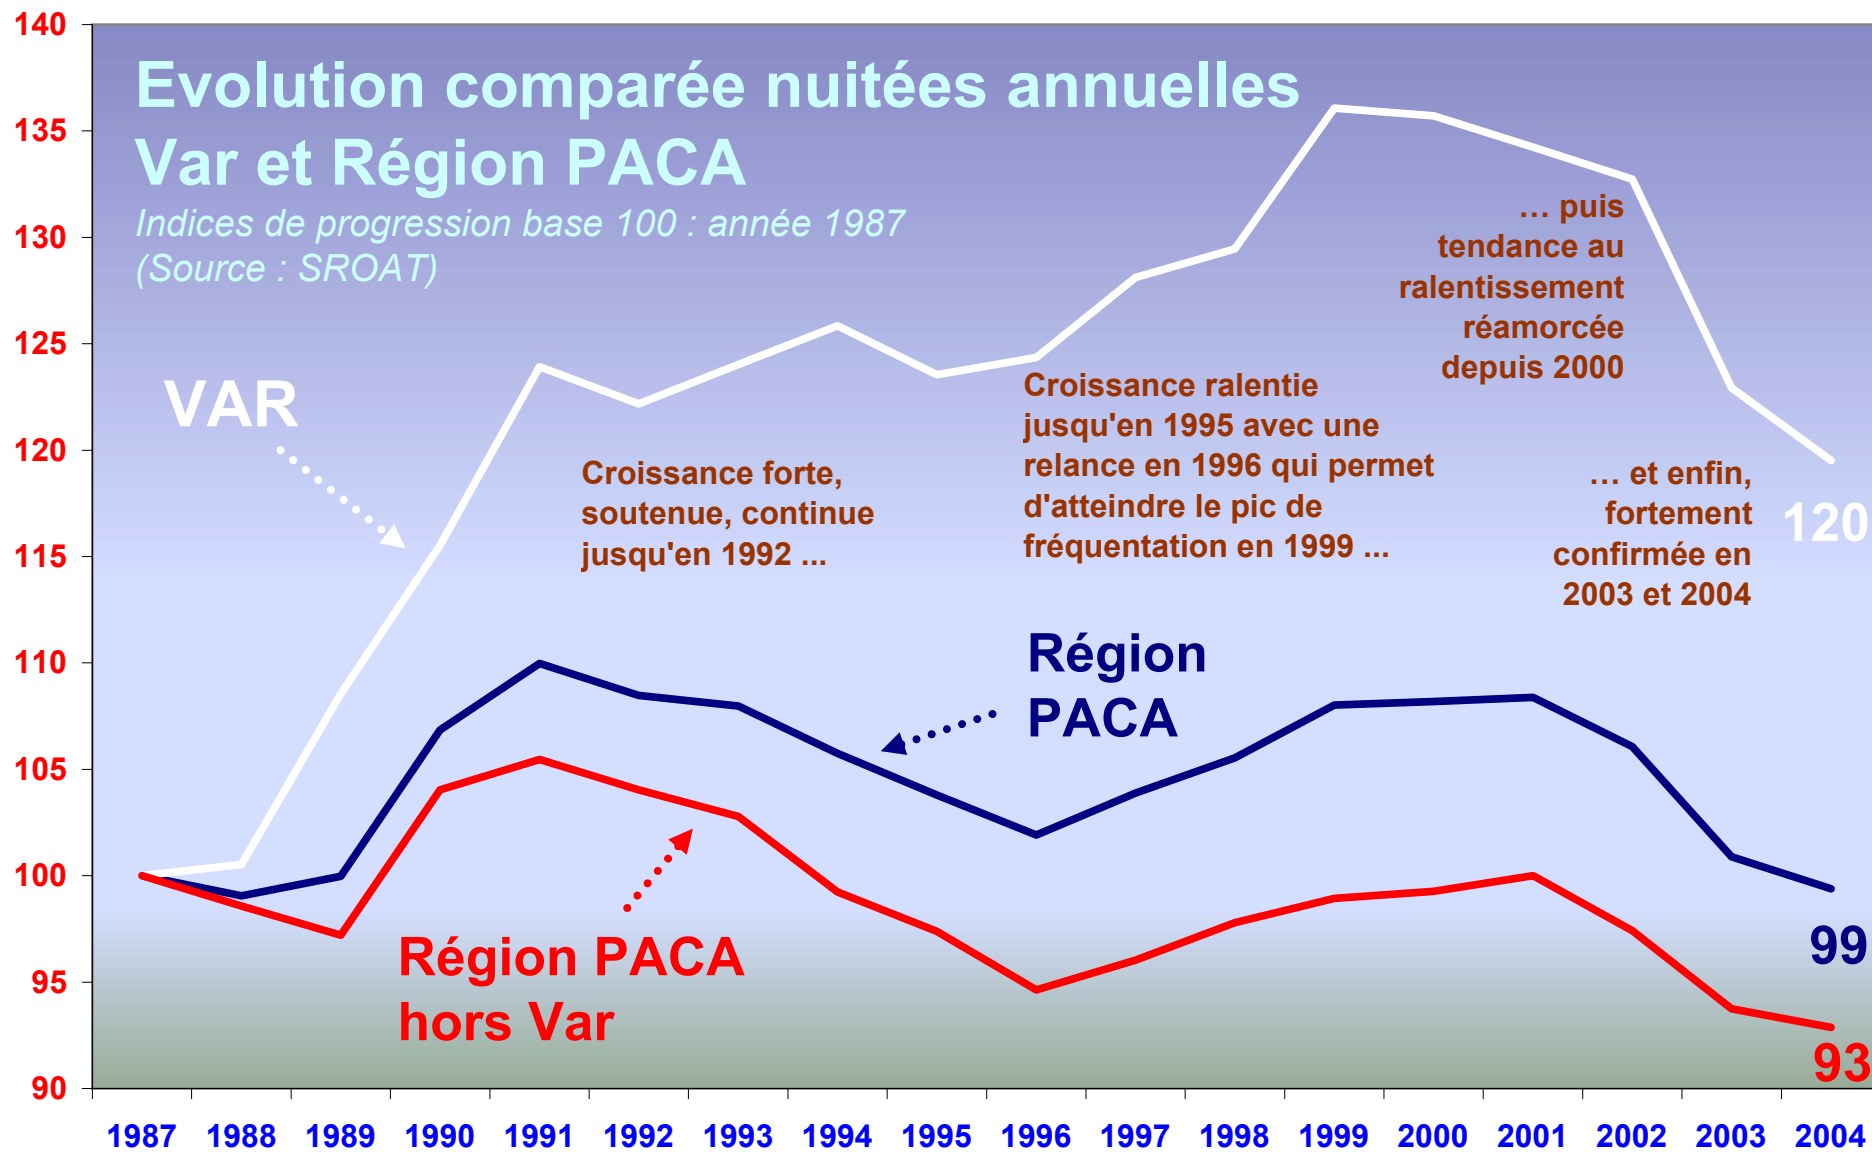 Evolution comparée nuitées annuelles
Var et Région PACA
Indices de progression base 100 : année 1987
(Source : SROAT)
140
135
130
125
120
115
110
105
100
95
90
VAR
Croissance forte,
soutenue, continue
jusqu'en 1992 ...
Croissance ralentie
jusqu'en 1995 avec une
relance en 1996 qui permet
d'atteindre le pic de
fréquentation en 1999 ...
… puis
tendance au
ralentissement
réamorcée
depuis 2000
… et enfin,
fortement
confirmée en
2003 et 2004
120
Région
PACA
99
Région PACA
hors Var
93
1987 1988 1989 1990 1991 1992 1993 1994 1995 1996 1997 1998 1999 2000 2001 2002 2003 2004